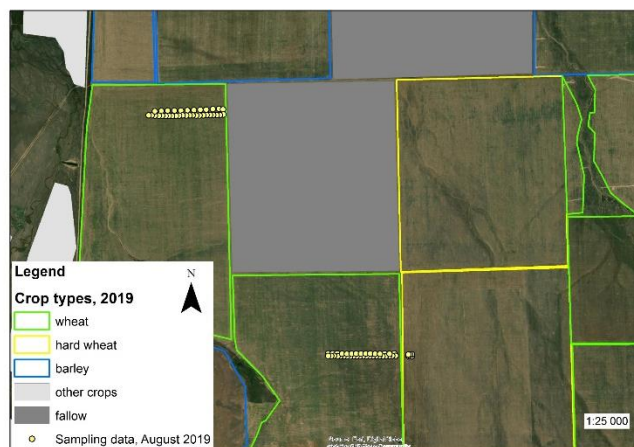 N
Legend
Crop types, 2019
wheat
hard wheat
barley
other crops
fallow
Sampling data, August 2019
1:25 000